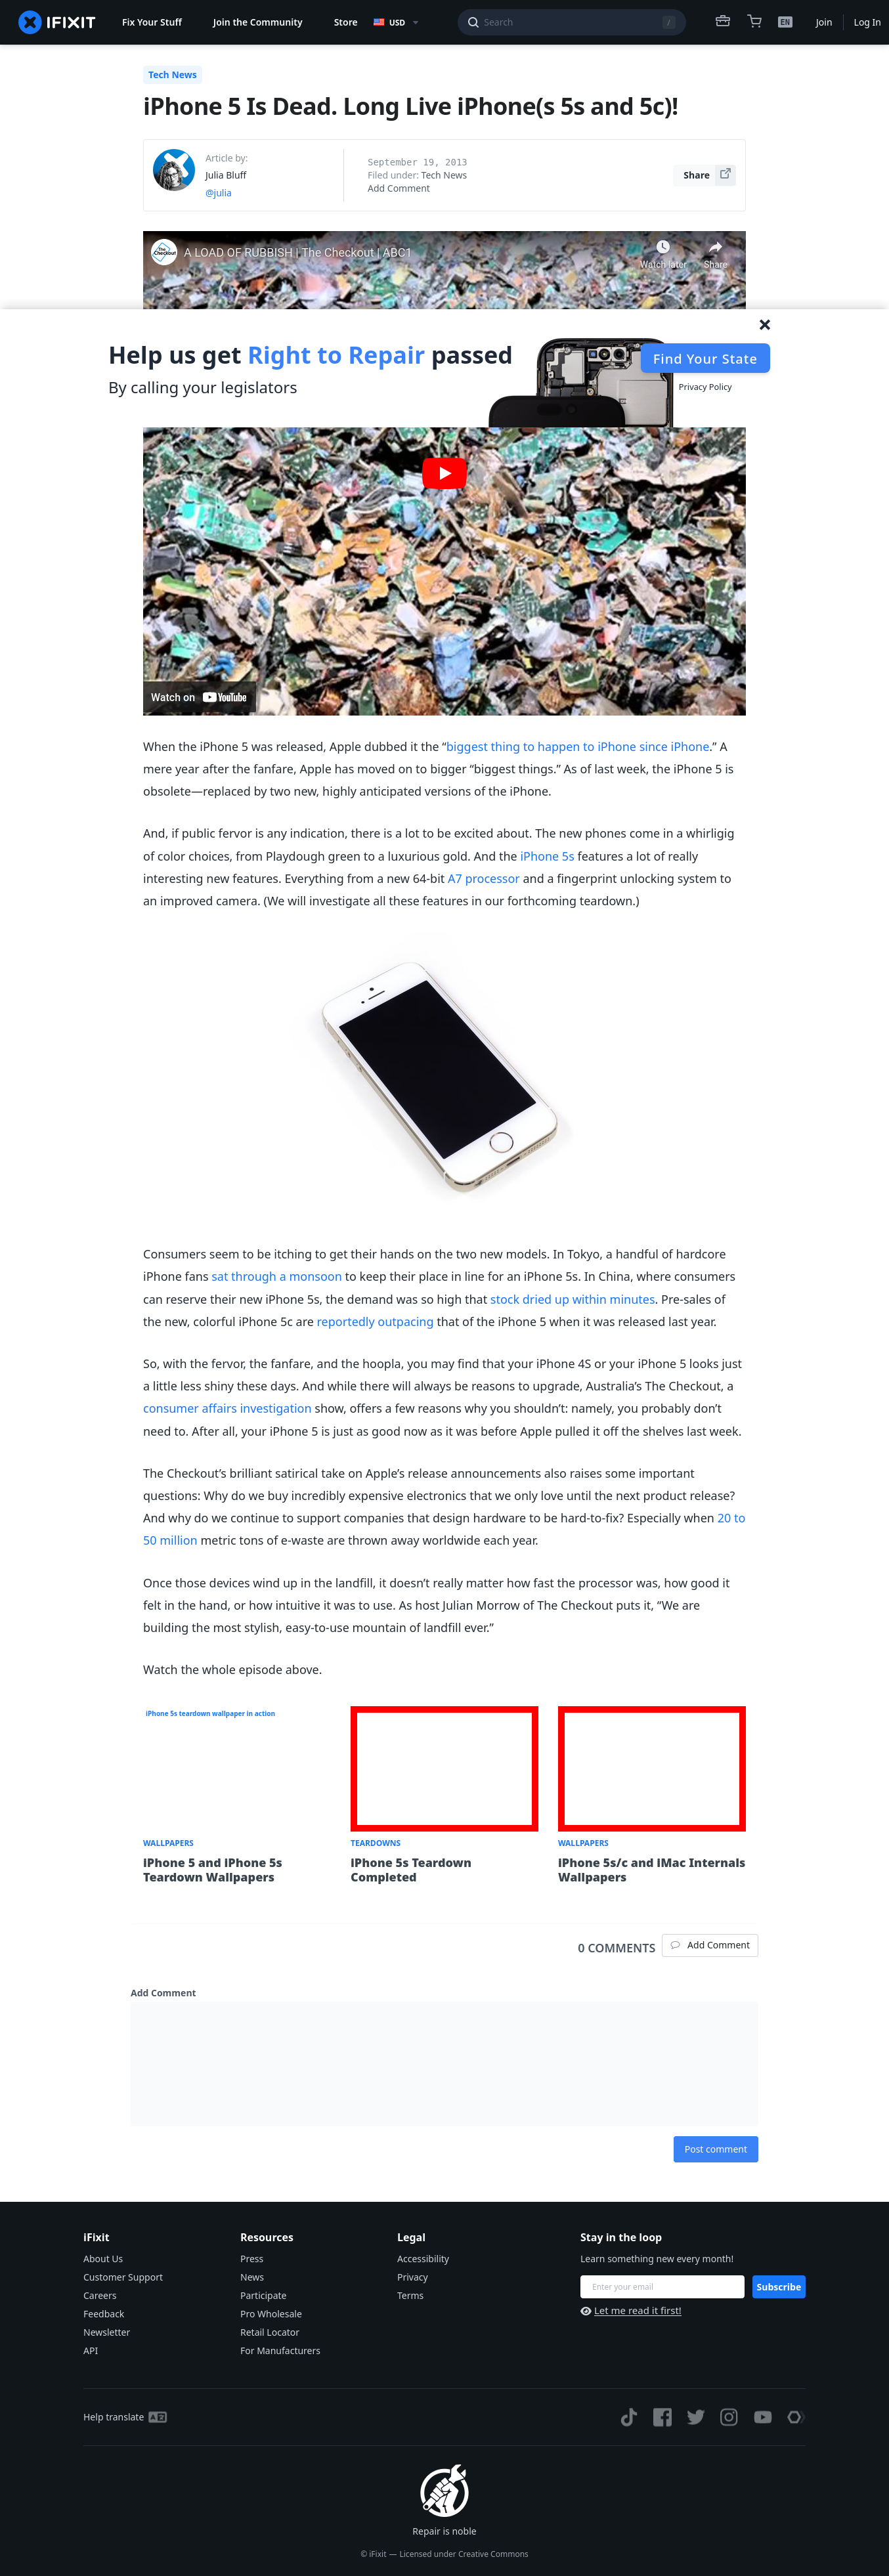 IFIXIT
Fix Your Stuff
Join the Community
Store
USD
Search
/
EN
Join
Log In
Tech News
iPhone 5 Is Dead. Long Live iPhone(s 5s and 5c)!
Article by:
Julia Bluff
@julia
September 19, 2013
Filed under: Tech News
Add Comment
Share
The Checkout
A LOAD OF RUBBISH | The Checkout | ABC1
Watch later
Share
Help us get Right to Repair passed
By calling your legislators
Find Your State
Privacy Policy
Watch on YouTube
When the iPhone 5 was released, Apple dubbed it the “biggest thing to happen to iPhone since iPhone.” A
mere year after the fanfare, Apple has moved on to bigger “biggest things.” As of last week, the iPhone 5 is
obsolete—replaced by two new, highly anticipated versions of the iPhone.
And, if public fervor is any indication, there is a lot to be excited about. The new phones come in a whirligig
of color choices, from Playdough green to a luxurious gold. And the iPhone 5s features a lot of really
interesting new features. Everything from a new 64-bit A7 processor and a fingerprint unlocking system to
an improved camera. (We will investigate all these features in our forthcoming teardown.)
Consumers seem to be itching to get their hands on the two new models. In Tokyo, a handful of hardcore
iPhone fans sat through a monsoon to keep their place in line for an iPhone 5s. In China, where consumers
can reserve their new iPhone 5s, the demand was so high that stock dried up within minutes. Pre-sales of
the new, colorful iPhone 5c are reportedly outpacing that of the iPhone 5 when it was released last year.
So, with the fervor, the fanfare, and the hoopla, you may find that your iPhone 4S or your iPhone 5 looks just
a little less shiny these days. And while there will always be reasons to upgrade, Australia’s The Checkout, a
consumer affairs investigation show, offers a few reasons why you shouldn’t: namely, you probably don’t
need to. After all, your iPhone 5 is just as good now as it was before Apple pulled it off the shelves last week.
The Checkout’s brilliant satirical take on Apple’s release announcements also raises some important
questions: Why do we buy incredibly expensive electronics that we only love until the next product release?
And why do we continue to support companies that design hardware to be hard-to-fix? Especially when 20 to
50 million metric tons of e-waste are thrown away worldwide each year.
Once those devices wind up in the landfill, it doesn’t really matter how fast the processor was, how good it
felt in the hand, or how intuitive it was to use. As host Julian Morrow of The Checkout puts it, “We are
building the most stylish, easy-to-use mountain of landfill ever.”
Watch the whole episode above.
iPhone 5s teardown wallpaper in action
WALLPAPERS
iPhone 5 and iPhone 5s
Teardown Wallpapers
TEARDOWNS
iPhone 5s Teardown
Completed
WALLPAPERS
iPhone 5s/c and iMac Internals
Wallpapers
0 COMMENTS
Add Comment
Add Comment
Post comment
iFixit
About Us
Customer Support
Careers
Feedback
Newsletter
API
Resources
Press
News
Participate
Pro Wholesale
Retail Locator
For Manufacturers
Legal
Accessibility
Privacy
Terms
Stay in the loop
Learn something new every month!
Enter your email
Subscribe
Let me read it first!
Help translate
Repair is noble
© iFixit — Licensed under Creative Commons